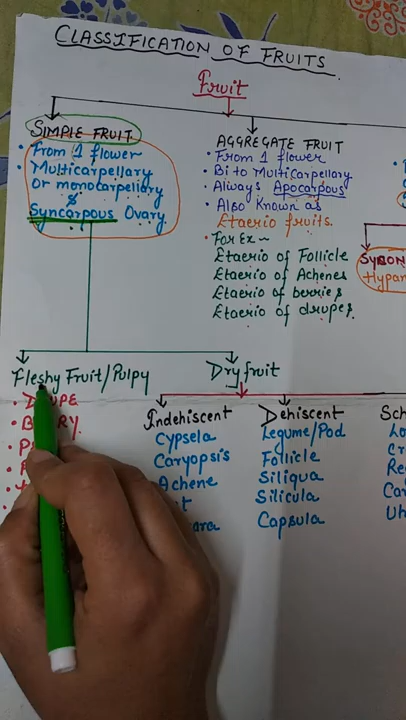 CLASSIFICATION OF FRUITS
Fruit
SIMPLE FRUIT
• From 1 flower
• Multicarpellary
or monocarpellary
&
Syncarpous Ovary
AGGREGATE FRUIT
• From 1 flower
• Bi to Multicarpellary
• Always Apocarpous
• Also Known as
Etaerio fruits.
• For Ex ~
Etaerio of Follicle
Etaerio of Achenes
Etaerio of berries
Etaerio of drupes.
Fleshy Fruit/Pulpy
Dry fruit
Indehiscent
Cypsela
Caryopsis
Achene
Dehiscent
Legume/Pod
Follicle
Siliqua
Silicula
Capsula